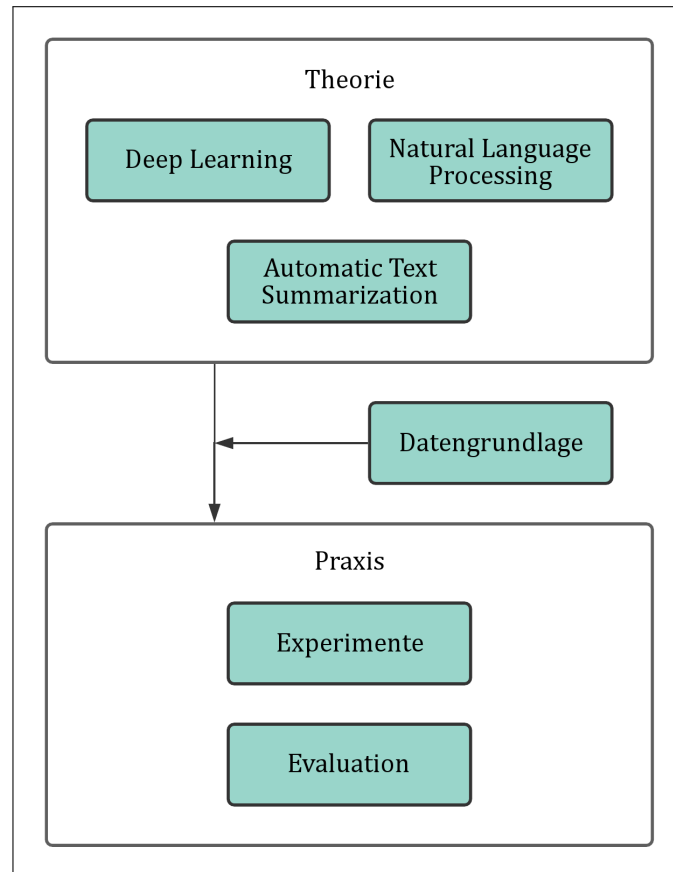 Theorie
Deep Learning
Natural Language
Processing
Automatic Text
Summarization
Datengrundlage
Praxis
Experimente
Evaluation